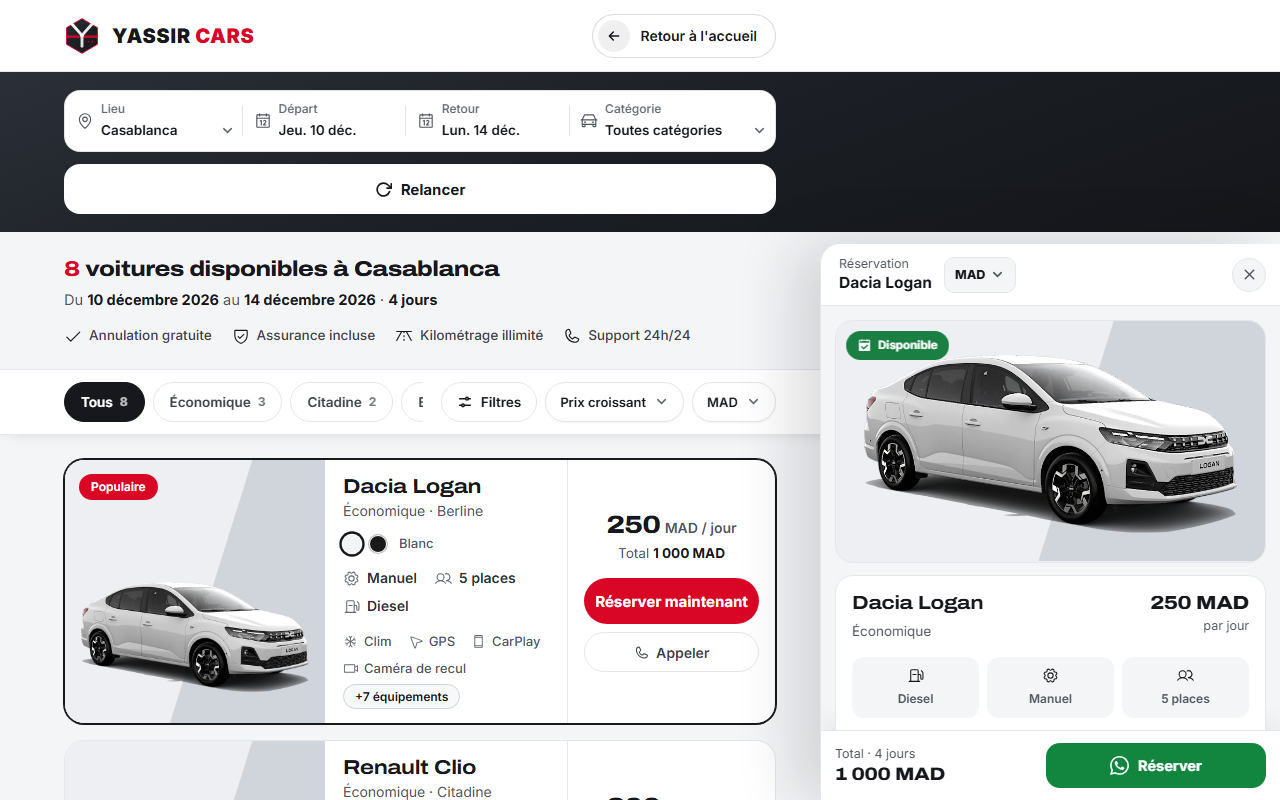 YASSIR CARS
Retour à l'accueil
Lieu
Casablanca
Départ
Jeu. 10 déc.
Retour
Lun. 14 déc.
Catégorie
Toutes catégories
Relancer
8 voitures disponibles à Casablanca
Du 10 décembre 2026 au 14 décembre 2026 · 4 jours
Annulation gratuite
Assurance incluse
Kilométrage illimité
Support 24h/24
Tous 8
Économique 3
Citadine 2
Filtres
Prix croissant
MAD
Populaire
Dacia Logan
Économique · Berline
Blanc
Manuel
5 places
Diesel
Clim
GPS
CarPlay
Caméra de recul
+7 équipements
250 MAD / jour
Total 1 000 MAD
Réserver maintenant
Appeler
Renault Clio
Économique · Citadine
Réservation
Dacia Logan
MAD
Disponible
LOGAN
Dacia Logan
Économique
250 MAD
par jour
Diesel
Manuel
5 places
Total · 4 jours
1 000 MAD
Réserver